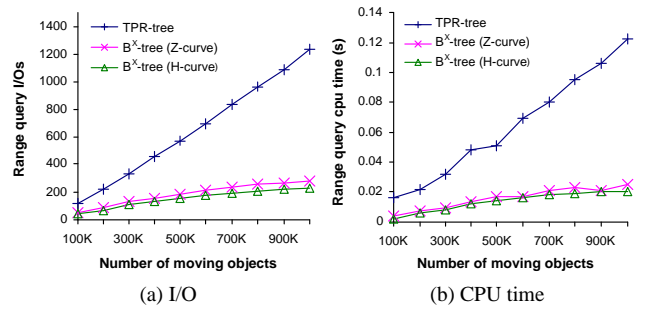 TPR-tree
Bˣ-tree (Z-curve)
Bˣ-tree (H-curve)
Range query I/Os
1400
1200
1000
800
600
400
200
0
100K 300K 500K 700K 900K
Number of moving objects
(a) I/O
TPR-tree
Bˣ-tree (Z-curve)
Bˣ-tree (H-curve)
Range query cpu time (s)
0.14
0.12
0.1
0.08
0.06
0.04
0.02
0
100K 300K 500K 700K 900K
Number of moving objects
(b) CPU time